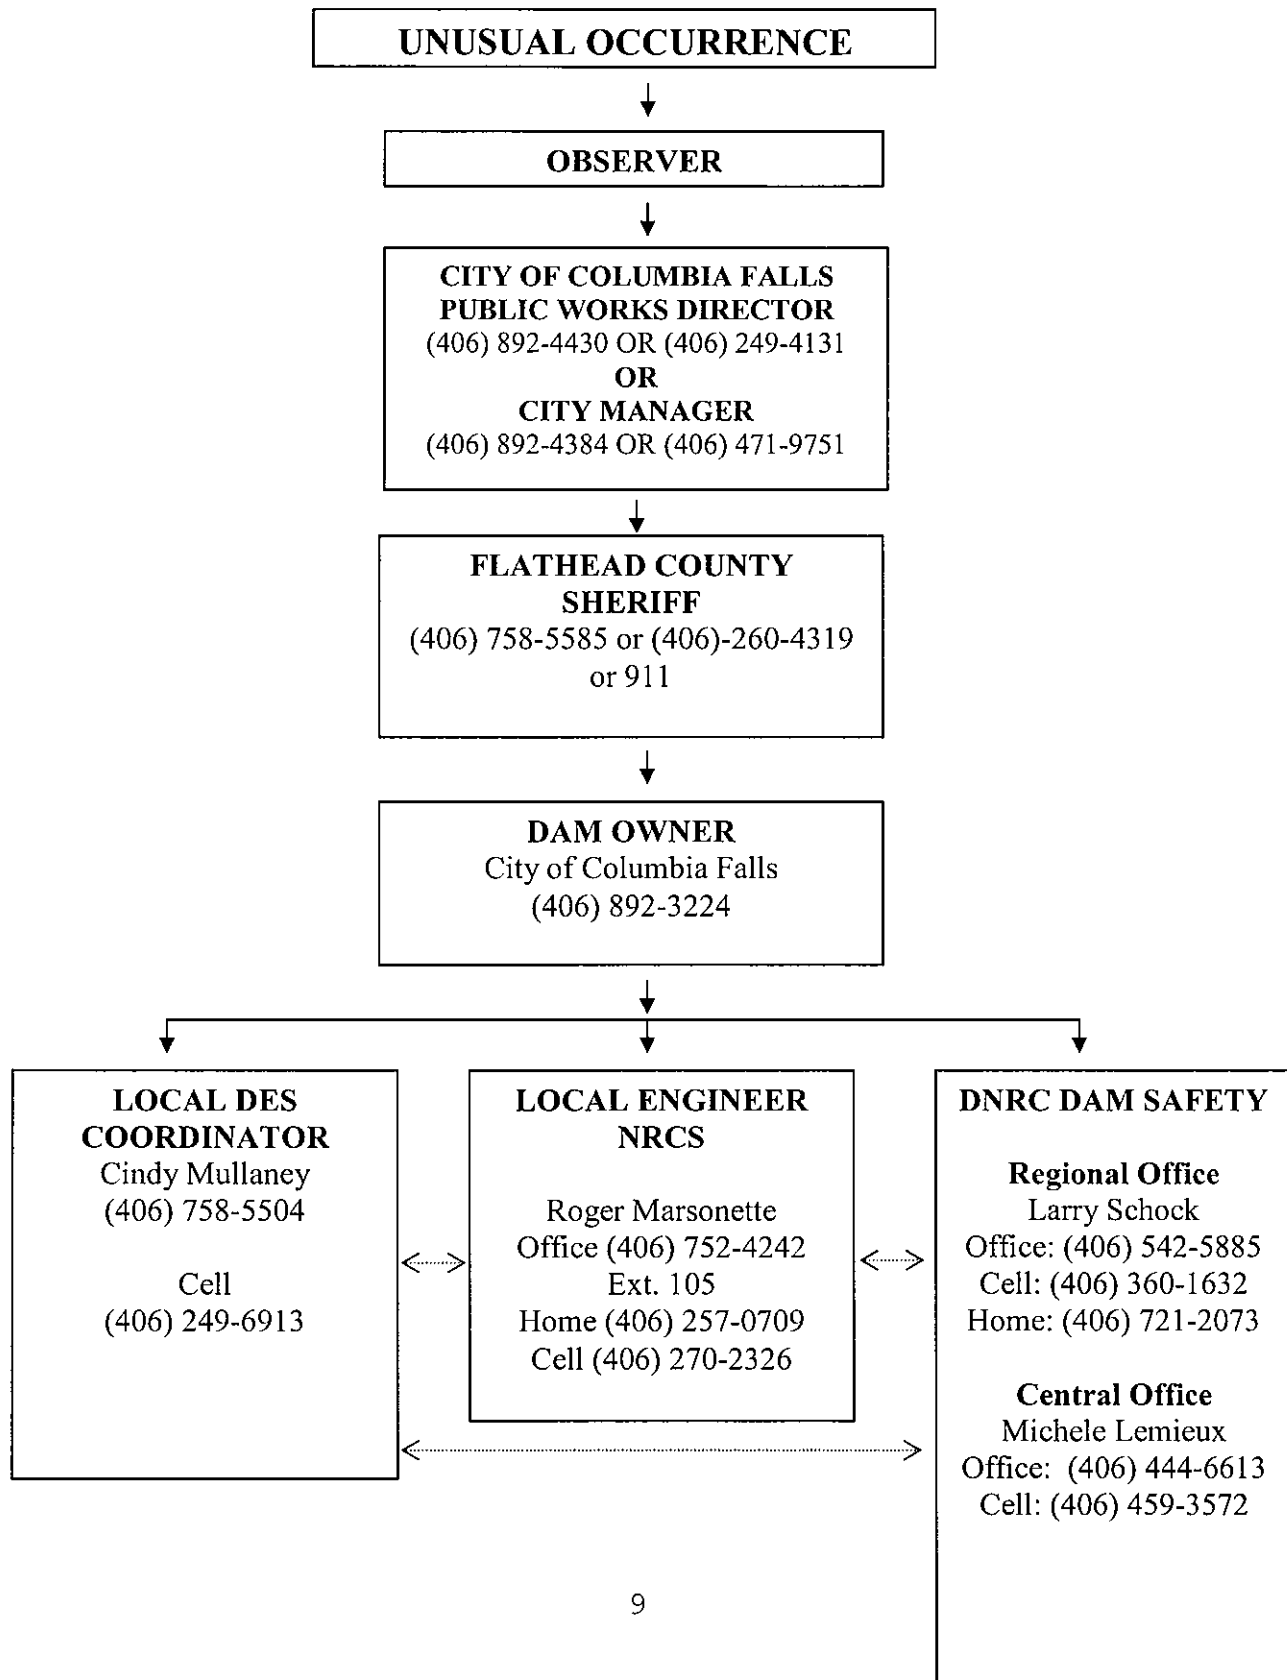 UNUSUAL OCCURRENCE
OBSERVER
CITY OF COLUMBIA FALLS
PUBLIC WORKS DIRECTOR
(406) 892-4430 OR (406) 249-4131
OR
CITY MANAGER
(406) 892-4384 OR (406) 471-9751
FLATHEAD COUNTY
SHERIFF
(406) 758-5585 or (406)-260-4319
or 911
DAM OWNER
City of Columbia Falls
(406) 892-3224
LOCAL DES
COORDINATOR
Cindy Mullaney
(406) 758-5504
Cell
(406) 249-6913
LOCAL ENGINEER
NRCS
Roger Marsonette
Office (406) 752-4242
Ext. 105
Home (406) 257-0709
Cell (406) 270-2326
DNRC DAM SAFETY
Regional Office
Larry Schock
Office: (406) 542-5885
Cell: (406) 360-1632
Home: (406) 721-2073
Central Office
Michele Lemieux
Office: (406) 444-6613
Cell: (406) 459-3572
9